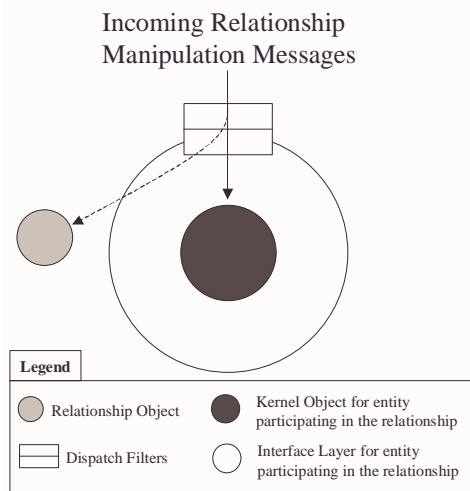 Incoming Relationship
Manipulation Messages
Legend
Relationship Object
Kernel Object for entity
participating in the relationship
Dispatch Filters
Interface Layer for entity
participating in the relationship